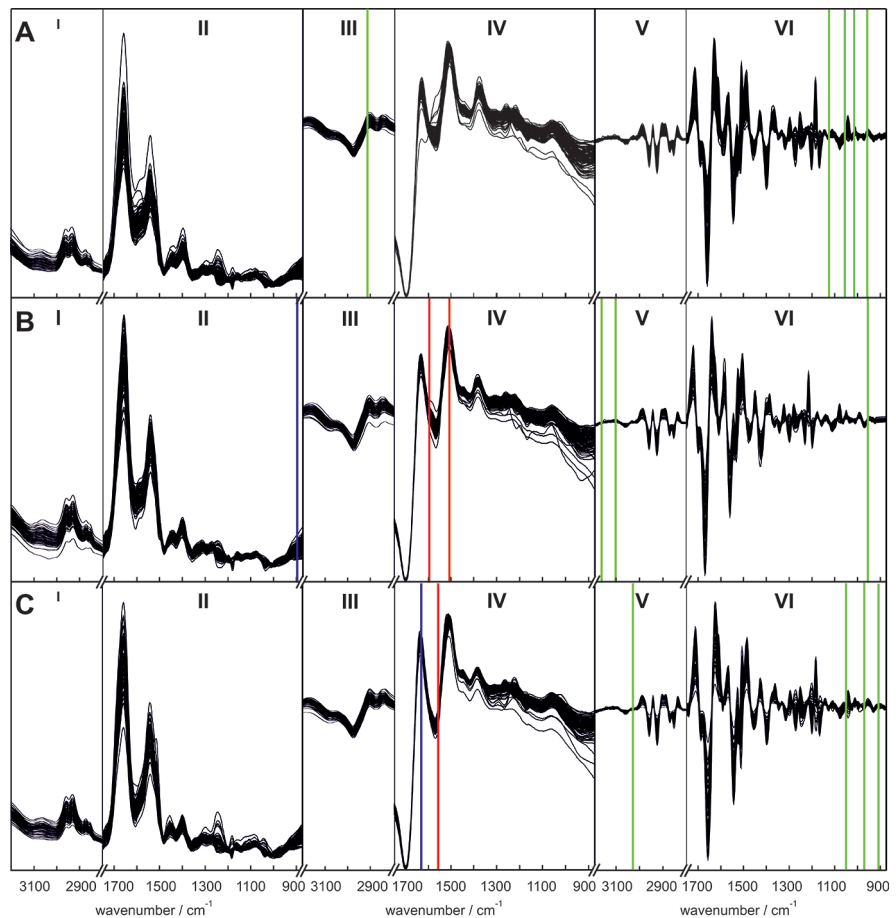 A I II III IV V VI
B I II III IV V VI
C I II III IV V VI
3100 2900 1700 1500 1300 1100 900 3100 2900 1700 1500 1300 1100 900 3100 2900 1700 1500 1300 1100 900
wavenumber / cm-1 wavenumber / cm-1 wavenumber / cm-1